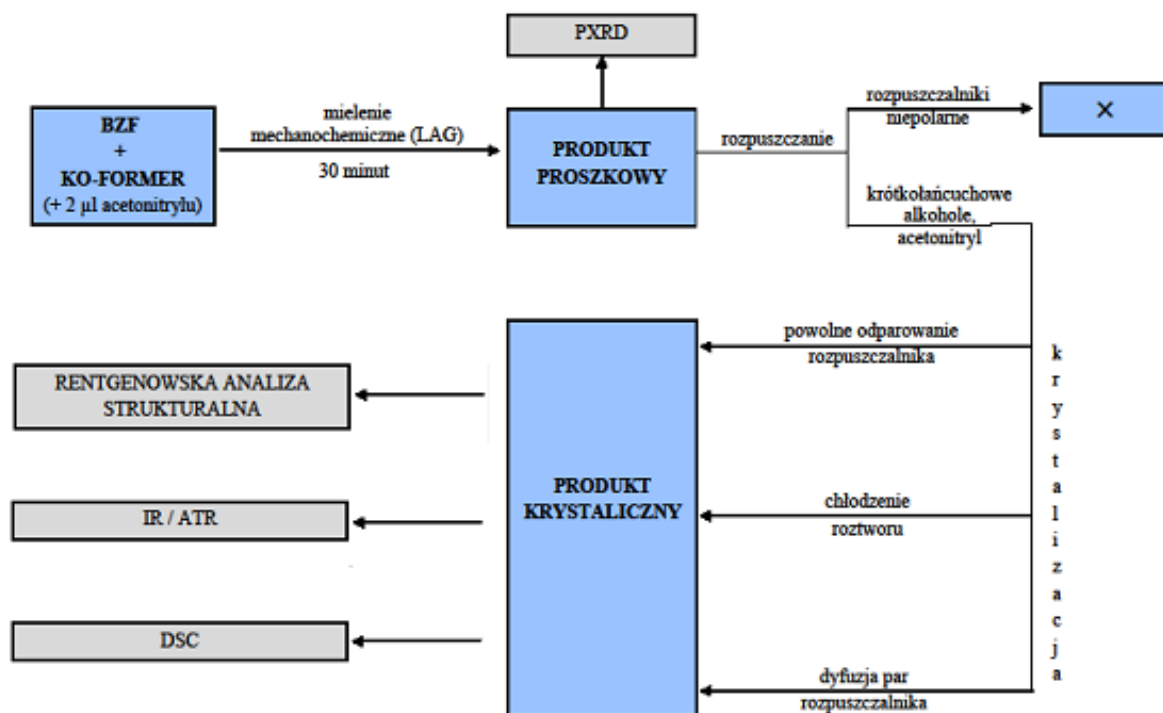 PXRD
BZF
+
KO-FORMER
(+ 2 µl acetonitrylu)
mielenie
mechanochemiczne (LAG)
30 minut
PRODUKT
PROSZKOWY
rozpuszczanie
rozpuszczalniki
niepolarne
×
krótkołańcuchowe
alkohole,
acetonitryl
krystalizacja
powolne odparowanie
rozpuszczalnika
chłodzenie
roztworu
dyfuzja par
rozpuszczalnika
PRODUKT
KRYSTALICZNY
RENTGENOWSKA ANALIZA
STRUKTURALNA
IR / ATR
DSC